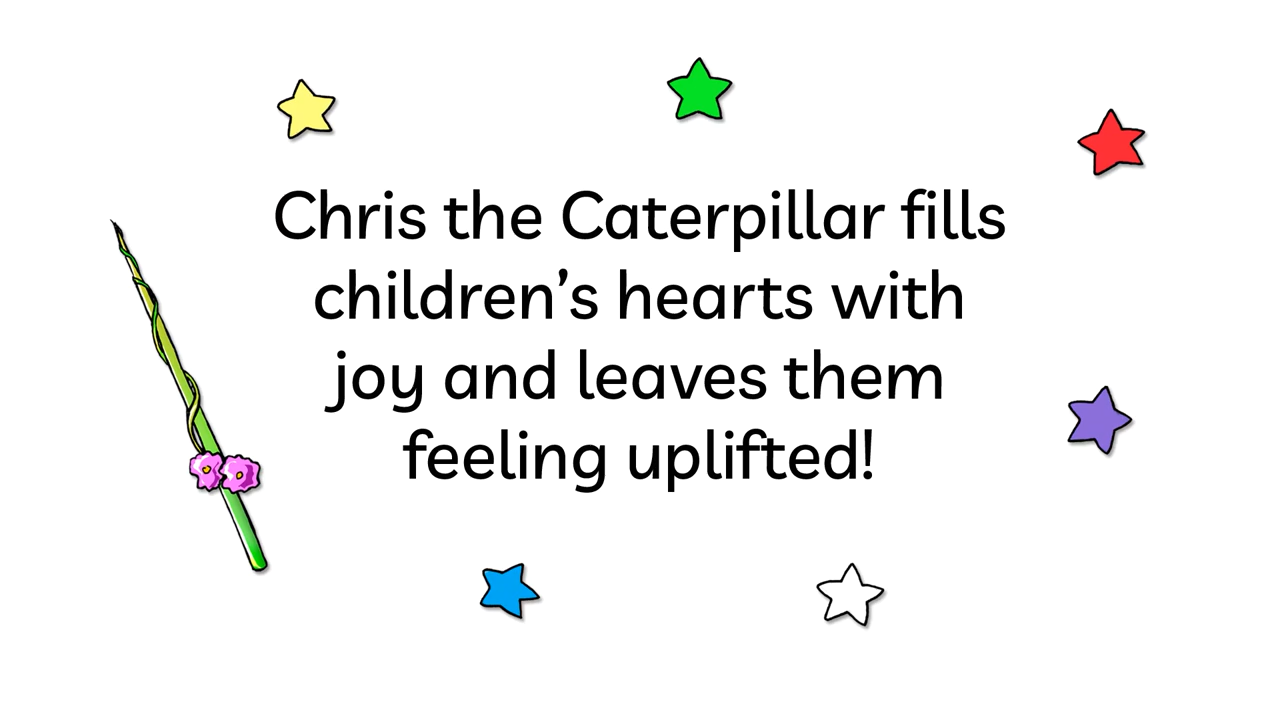 Chris the Caterpillar fills
children’s hearts with
joy and leaves them
feeling uplifted!